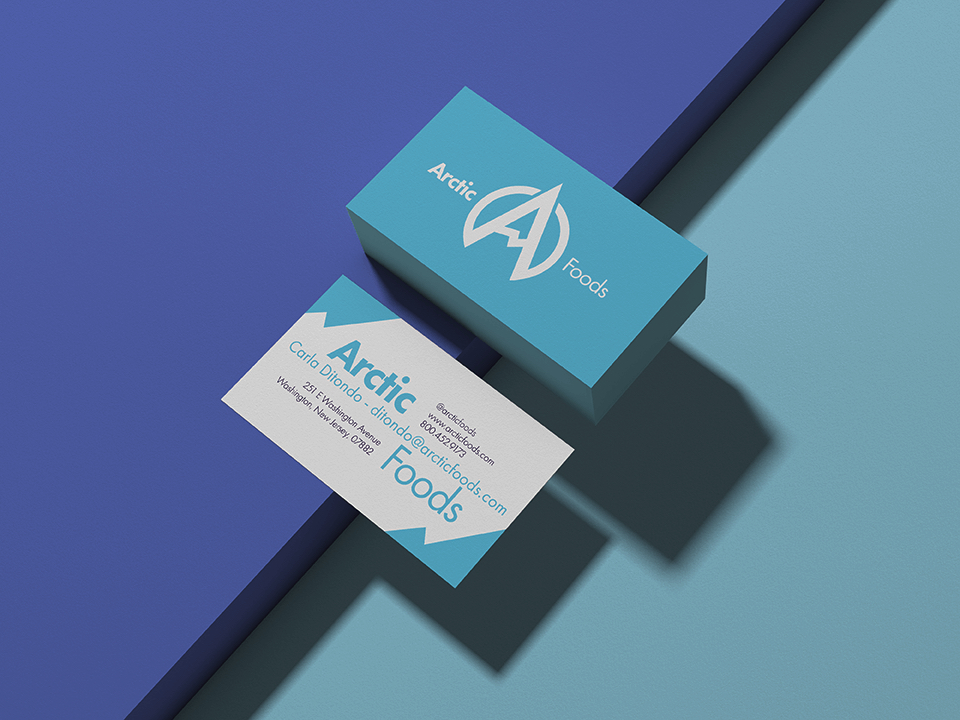 Arctic
Foods
Arctic
Carla Ditondo - ditondo@arcticfoods.com
251 E Washington Avenue
Washington, New Jersey, 07882
@arcticfoods
www.arcticfoods.com
800.452.9173
Foods